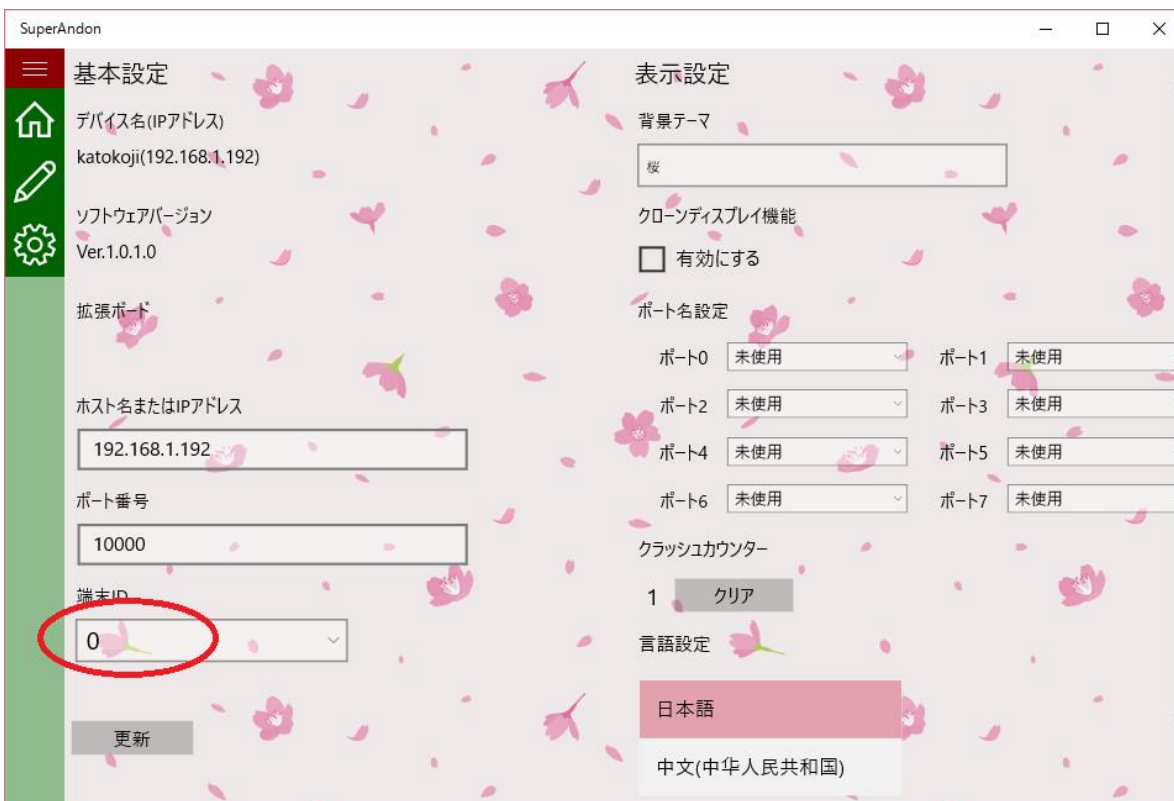 SuperAndon
基本設定
デバイス名(IPアドレス)
katokoji(192.168.1.192)
ソフトウェアバージョン
Ver.1.0.1.0
拡張ボード
ホスト名またはIPアドレス
192.168.1.192
ポート番号
10000
端末ID
0
更新
表示設定
背景テーマ
桜
クローンディスプレイ機能
有効にする
ポート名設定
ポート0 未使用 ポート1 未使用
ポート2 未使用 ポート3 未使用
ポート4 未使用 ポート5 未使用
ポート6 未使用 ポート7 未使用
クラッシュカウンター
1 クリア
言語設定
日本語
中文(中华人民共和国)